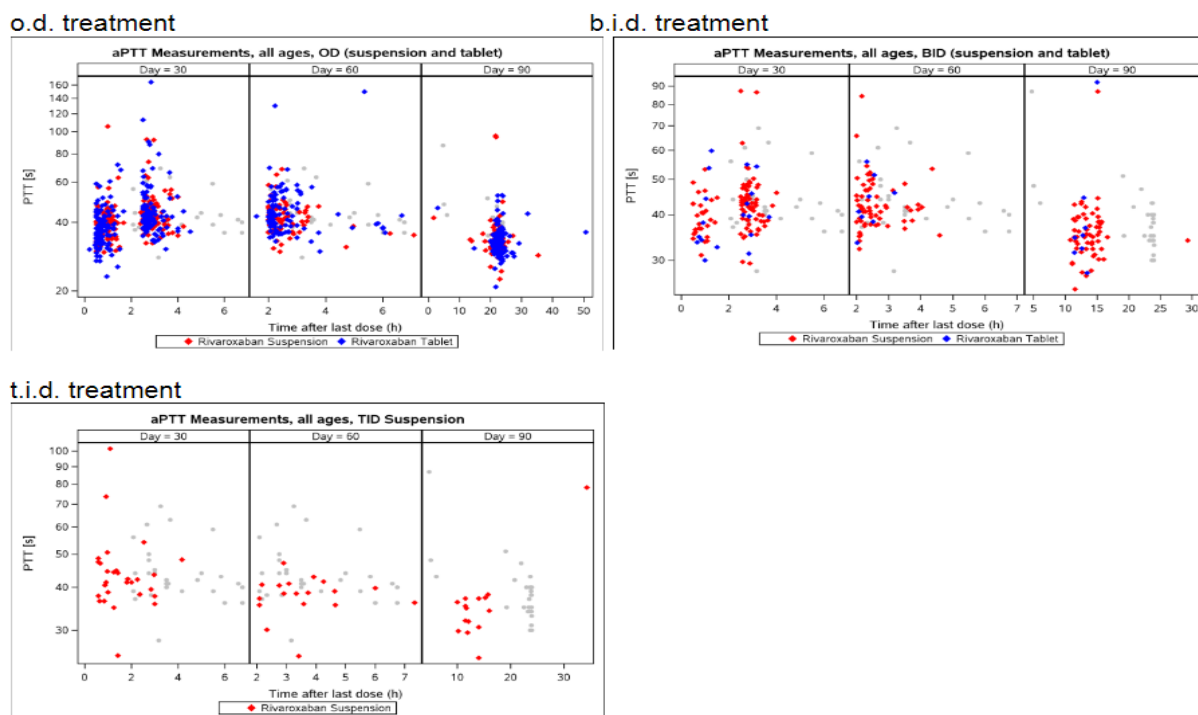 o.d. treatment
aPTT Measurements, all ages, OD (suspension and tablet)
Day = 30 Day = 60 Day = 90
PTT [s]
160
140
120
100
80
60
40
20
0 2 4 6 2 4 6 0 10 20 30 40 50
Time after last dose (h)
Rivaroxaban Suspension Rivaroxaban Tablet
b.i.d. treatment
aPTT Measurements, all ages, BID (suspension and tablet)
Day = 30 Day = 60 Day = 90
PTT [s]
90
80
70
60
50
40
30
0 2 4 6 2 3 4 5 6 7 5 10 15 20 25 30
Time after last dose (h)
Rivaroxaban Suspension Rivaroxaban Tablet
t.i.d. treatment
aPTT Measurements, all ages, TID Suspension
Day = 30 Day = 60 Day = 90
PTT [s]
100
90
80
70
60
50
40
30
0 2 4 6 2 3 4 5 6 7 10 20 30
Time after last dose (h)
Rivaroxaban Suspension